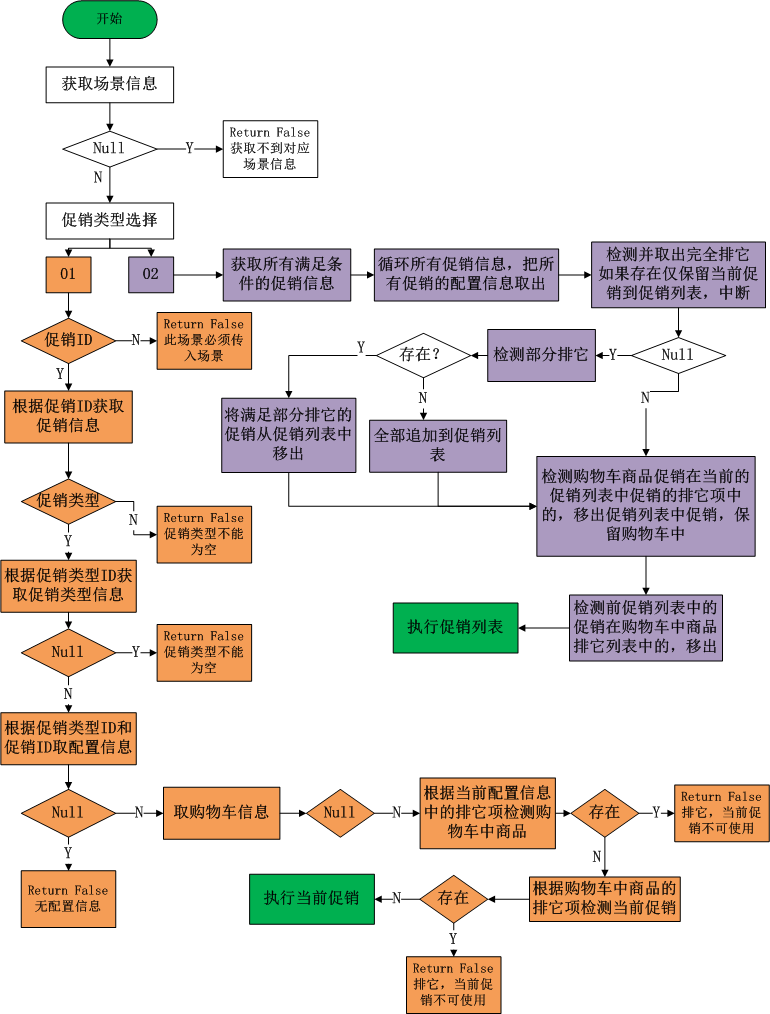 开始
获取场景信息
Null
Y
Return False
获取不到对应
场景信息
N
促销类型选择
01
02
获取所有满足条
件的促销信息
循环所有促销信息，把所
有促销的配置信息取出
检测并取出完全排它
如果存在仅保留当前促
销到促销列表，中断
促销ID
N
Return False
此场景必须传
入场景
Y
Null
Y
检测部分排它
存在？
Y
N
N
将满足部分排它的
促销从促销列表中
移出
全部追加到促销列
表
根据促销ID获取
促销信息
检测购物车商品促销在当前的
促销列表中促销的排它项中
的，移出促销列表中促销，保
留购物车中
促销类型
N
Return False
促销类型不能
为空
Y
根据促销类型ID获
取促销类型信息
检测前促销列表中的
促销在购物车中商品
排它列表中的，移出
执行促销列表
Null
Y
Return False
促销类型不能
为空
N
根据促销类型ID和
促销ID取配置信息
Null
N
取购物车信息
Null
N
根据当前配置信息
中的排它项检测购
物车中商品
存在
Y
Return False
排它，当前促
销不可使用
Y
N
Return False
无配置信息
根据购物车中商品的
排它项检测当前促销
存在
N
执行当前促销
Y
Return False
排它，当前促
销不可使用